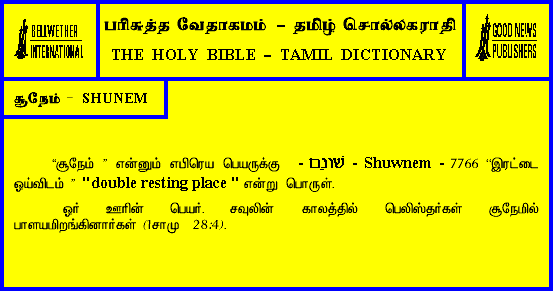 BELLWETHER
INTERNATIONAL
பரிசுத்த வேதாகமம் – தமிழ் சொல்லகராதி
THE HOLY BIBLE – TAMIL DICTIONARY
GOOD NEWS
PUBLISHERS
சூநேம் - SHUNEM
“சூநேம் ” என்னும் எபிரெய பெயருக்கு - שׁוּנֵם - Shuwnem - 7766 “இரட்டை
ஓய்விடம் ” "double resting place " என்று பொருள்.
ஓர் ஊரின் பெயர். சவுலின் காலத்தில் பெலிஸ்தர்கள் சூநேமில்
பாளயமிறங்கினார்கள் (1சாமு 28:4).